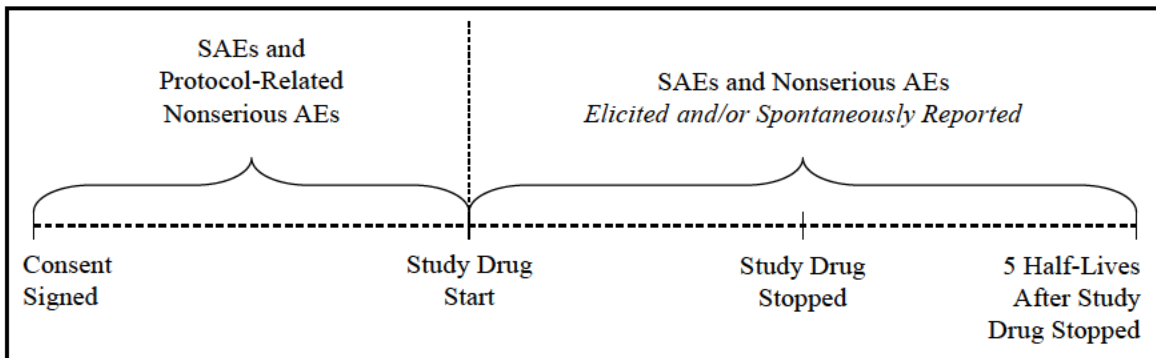 SAEs and
Protocol-Related
Nonserious AEs
SAEs and Nonserious AEs
Elicited and/or Spontaneously Reported
Consent
Signed
Study Drug
Start
Study Drug
Stopped
5 Half-Lives
After Study
Drug Stopped